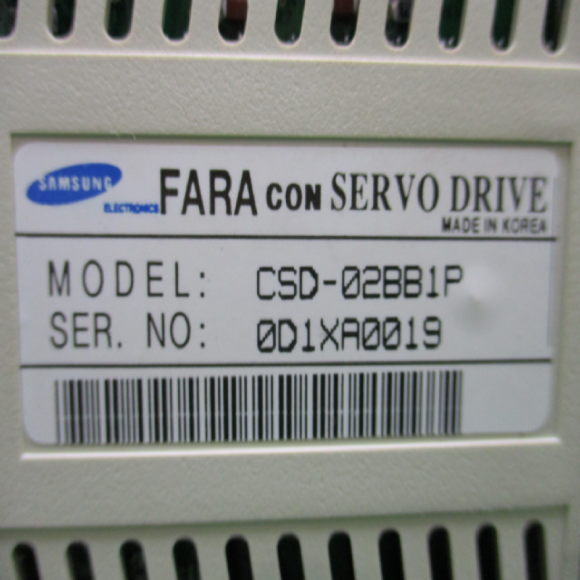 SAMSUNG
ELECTRONICS
FARA CON SERVO DRIVE
MADE IN KOREA
MODEL: CSD-02BB1P
SER. NO: 0D1XA0019